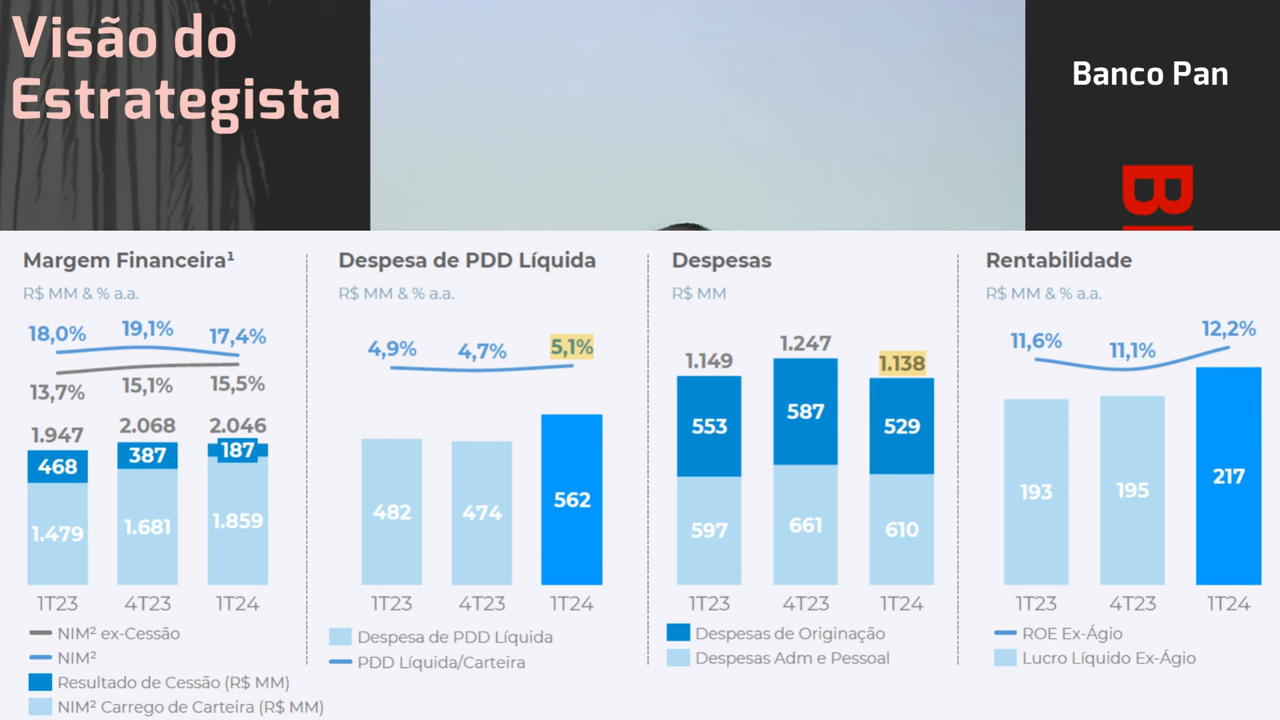 Visão do
Estrategista
Banco Pan
Margem Financeira¹
R$ MM & % a.a.
18,0%
19,1%
17,4%
13,7%
15,1%
15,5%
1.947
2.068
2.046
468
387
187
1.479
1.681
1.859
1T23
4T23
1T24
NIM² ex-Cessão
NIM²
Resultado de Cessão (R$ MM)
NIM² Carrego de Carteira (R$ MM)
Despesa de PDD Líquida
R$ MM & % a.a.
4,9%
4,7%
5,1%
482
474
562
1T23
4T23
1T24
Despesa de PDD Líquida
PDD Líquida/Carteira
Despesas
R$ MM
1.149
1.247
1.138
553
587
529
597
661
610
1T23
4T23
1T24
Despesas de Originação
Despesas Adm e Pessoal
Rentabilidade
R$ MM & % a.a.
11,6%
11,1%
12,2%
193
195
217
1T23
4T23
1T24
ROE Ex-Ágio
Lucro Líquido Ex-Ágio